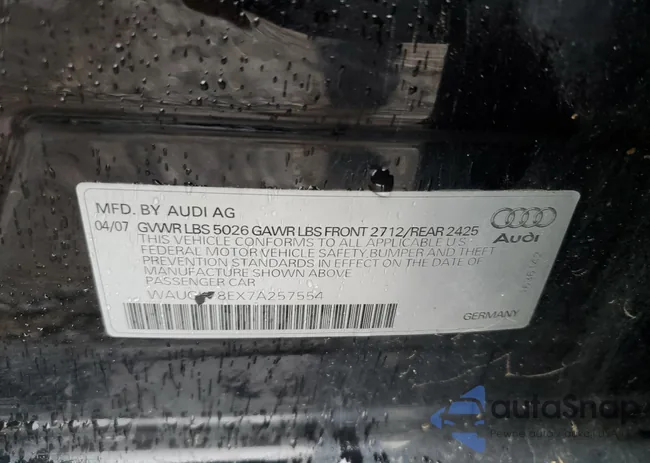 MFD. BY AUDI AG
04/07 GVWR LBS 5026 GAWR LBS FRONT 2712/REAR 2425
THIS VEHICLE CONFORMS TO ALL APPLICABLE U.S.
FEDERAL MOTOR VEHICLE SAFETY, BUMPER AND THEFT
PREVENTION STANDARDS IN EFFECT ON THE DATE OF
MANUFACTURE SHOWN ABOVE
PASSENGER CAR
Audi
GERMANY
autoSnap